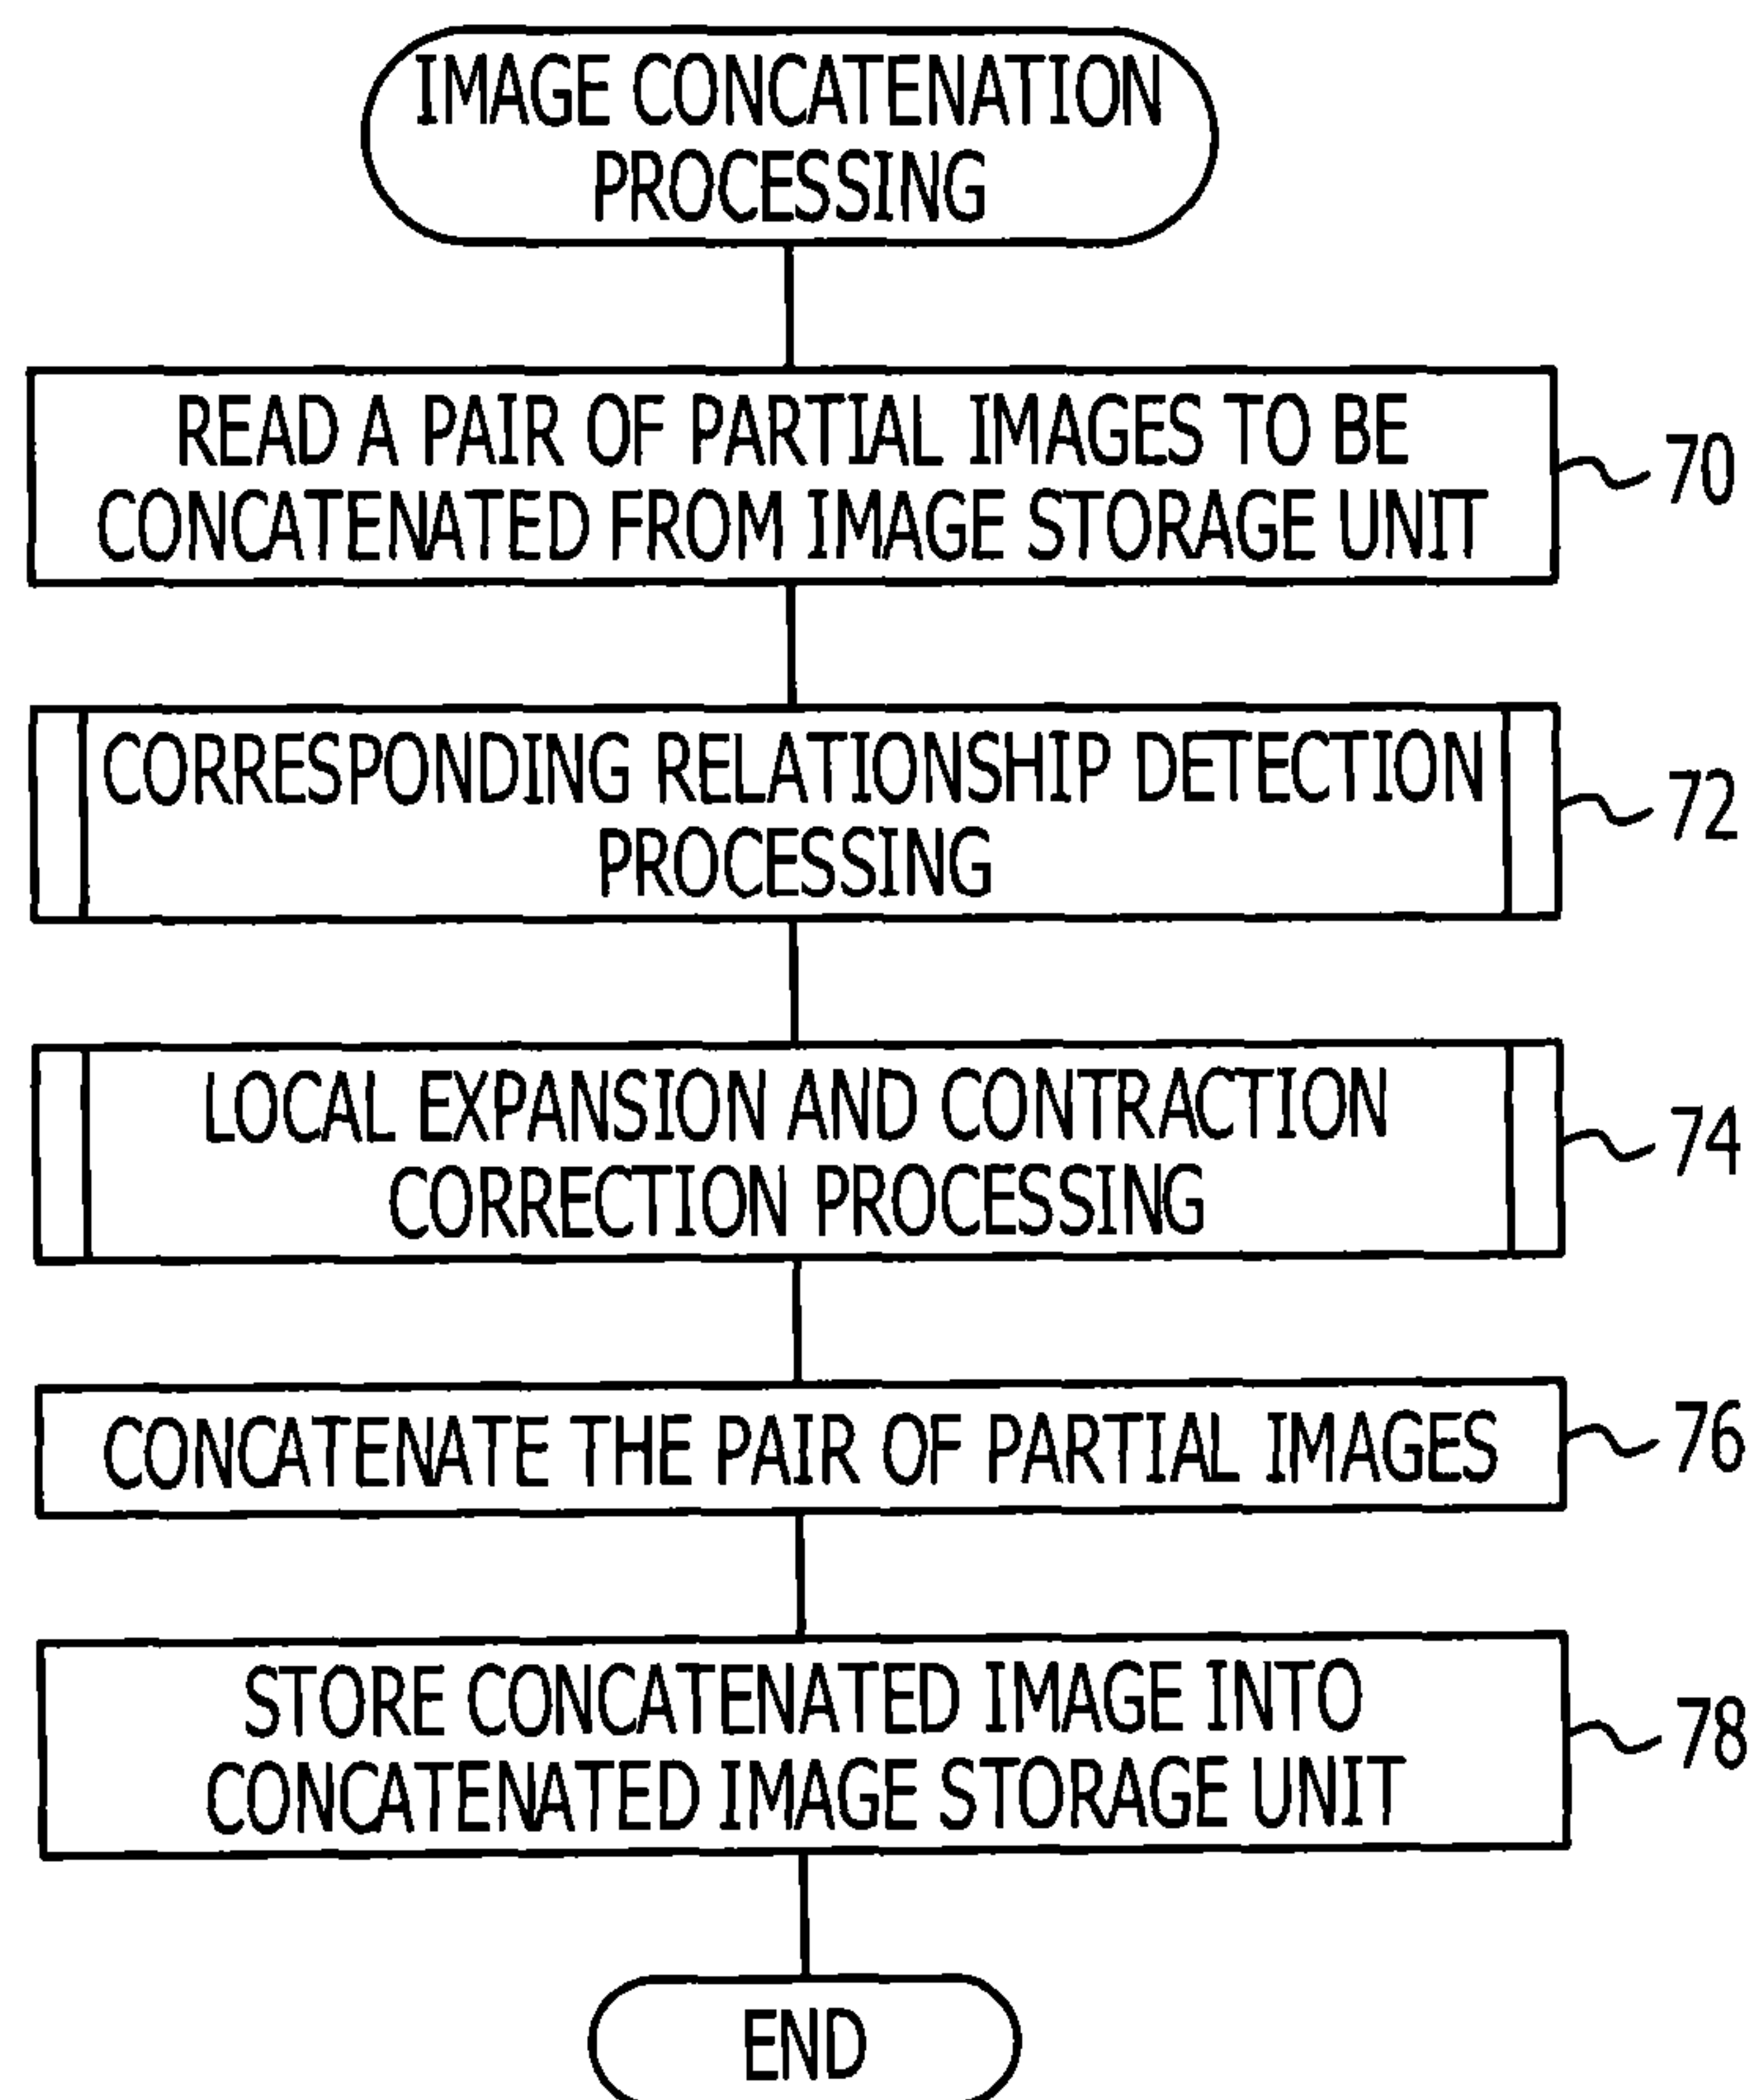 IMAGE CONCATENATION
PROCESSING
READ A PAIR OF PARTIAL IMAGES TO BE
CONCATENATED FROM IMAGE STORAGE UNIT
70
CORRESPONDING RELATIONSHIP DETECTION
PROCESSING
72
LOCAL EXPANSION AND CONTRACTION
CORRECTION PROCESSING
74
CONCATENATE THE PAIR OF PARTIAL IMAGES
76
STORE CONCATENATED IMAGE INTO
CONCATENATED IMAGE STORAGE UNIT
78
END